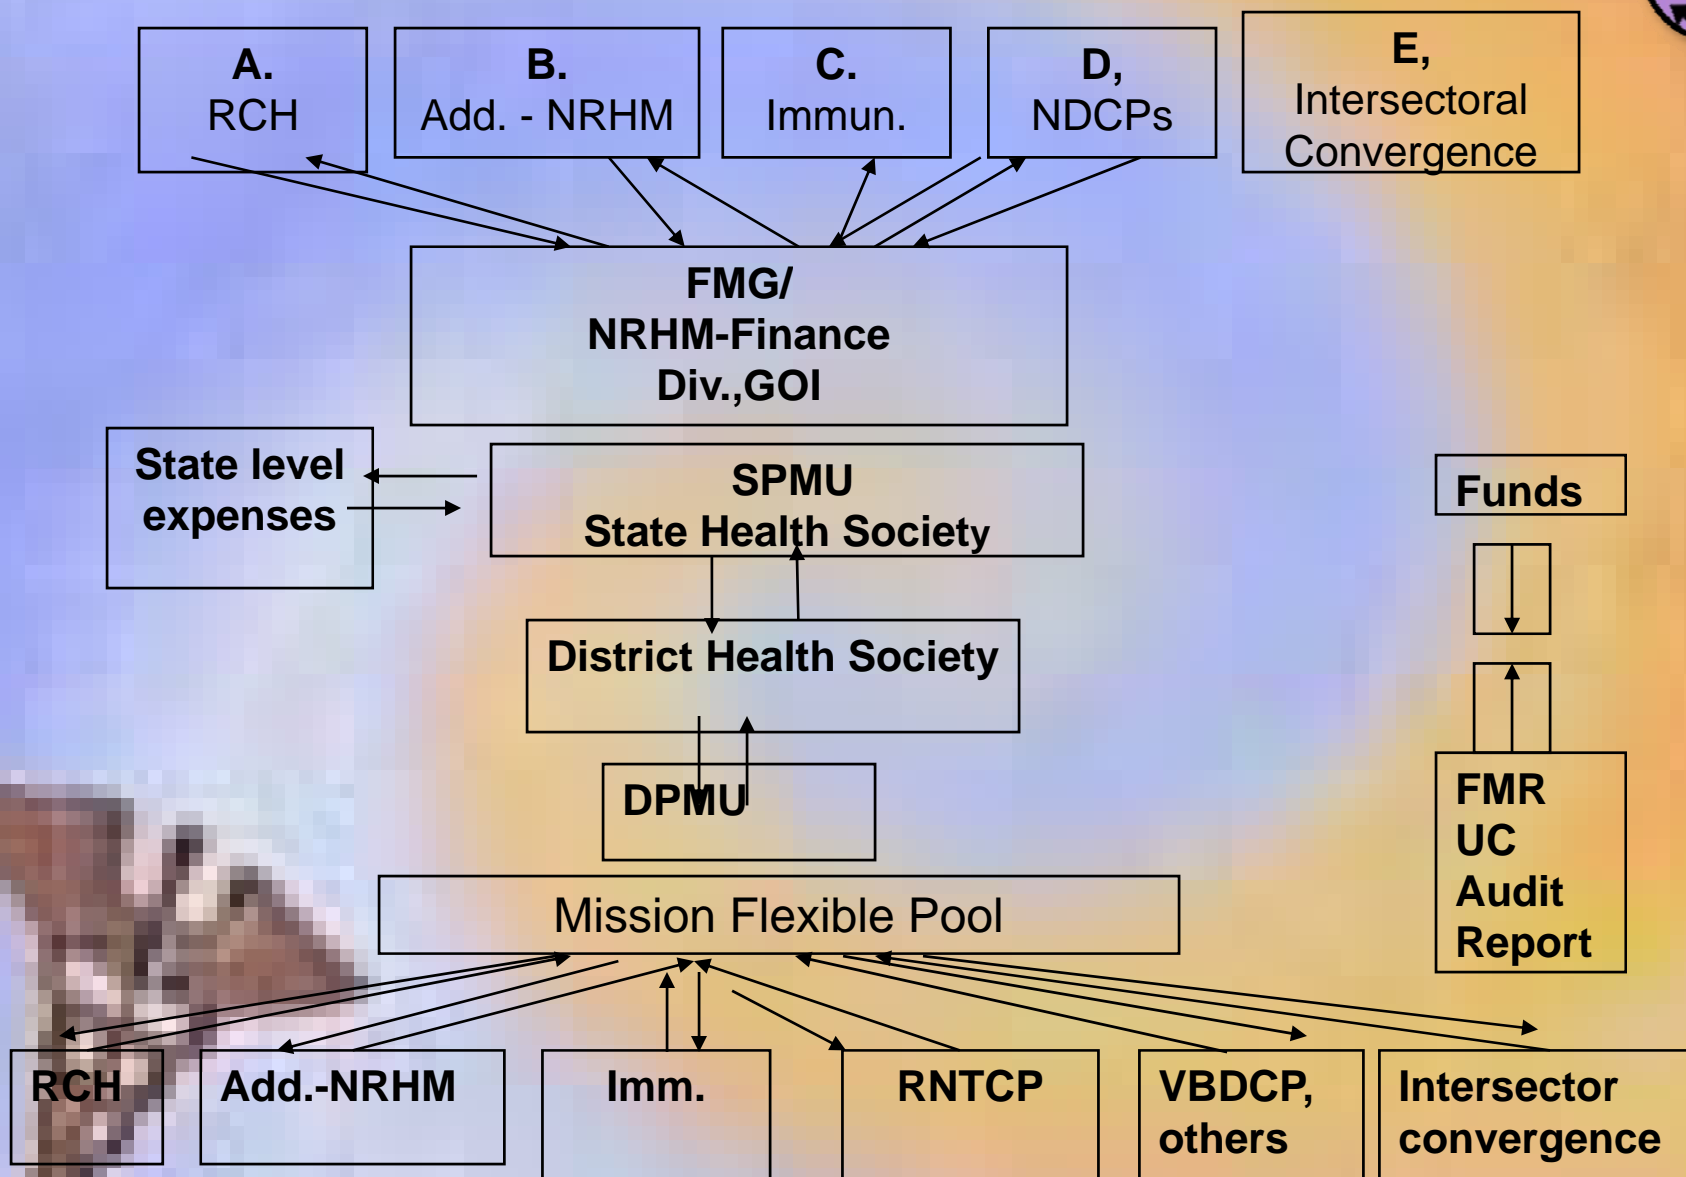 A.
RCH
B.
Add. - NRHM
C.
Immun.
D,
NDCPs
E,
Intersectoral
Convergence
FMG/
NRHM-Finance
Div.,GOI
State level
expenses
SPMU
State Health Society
Funds
District Health Society
DPMU
FMR
UC
Audit
Report
Mission Flexible Pool
RCH
Add.-NRHM
Imm.
RNTCP
VBDCP,
others
Intersector
convergence